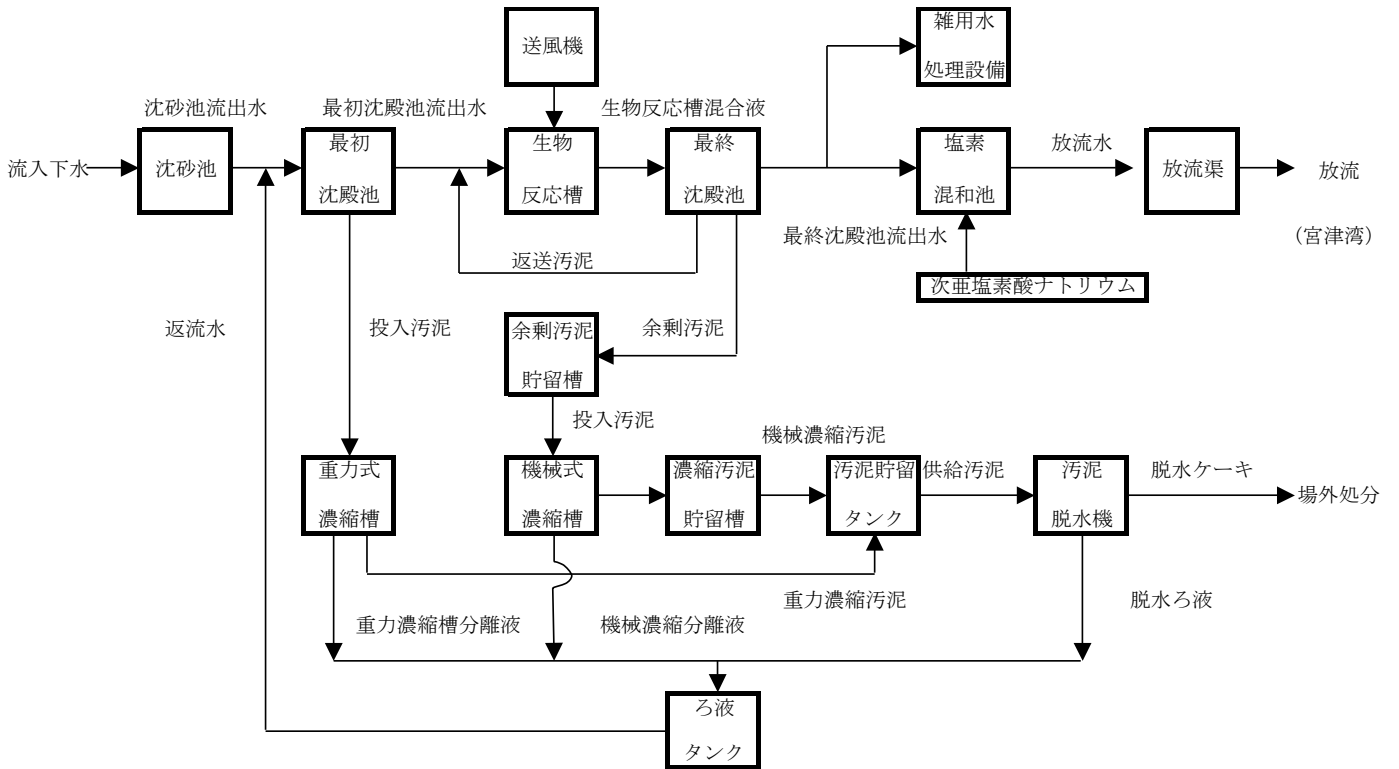 送風機
雑用水
処理設備
沈砂池流出水
最初沈殿池流出水
生物反応槽混合液
流入下水
沈砂池
最初
沈殿池
生物
反応槽
最終
沈殿池
塩素
混和池
放流水
放流渠
放流
（宮津湾）
最終沈殿池流出水
返送汚泥
次亜塩素酸ナトリウム
返流水
投入汚泥
余剰汚泥
貯留槽
余剰汚泥
投入汚泥
機械濃縮汚泥
重力式
濃縮槽
機械式
濃縮槽
濃縮汚泥
貯留槽
汚泥貯留
タンク
供給汚泥
汚泥
脱水機
脱水ケーキ
場外処分
重力濃縮汚泥
脱水ろ液
重力濃縮槽分離液
機械濃縮分離液
ろ液
タンク